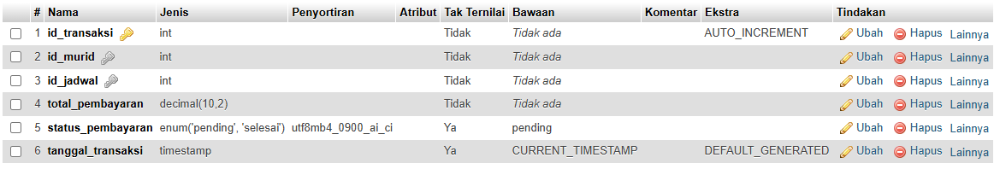 # Nama Jenis Penyortiran Atribut Tak Ternilai Bawaan Komentar Ekstra Tindakan
1 id_transaksi int Tidak Tidak ada AUTO_INCREMENT Ubah Hapus Lainnya
2 id_murid int Tidak Tidak ada Ubah Hapus Lainnya
3 id_jadwal int Tidak Tidak ada Ubah Hapus Lainnya
4 total_pembayaran decimal(10,2) Tidak Tidak ada Ubah Hapus Lainnya
5 status_pembayaran enum('pending', 'selesai') utf8mb4_0900_ai_ci Ya pending Ubah Hapus Lainnya
6 tanggal_transaksi timestamp Ya CURRENT_TIMESTAMP DEFAULT_GENERATED Ubah Hapus Lainnya